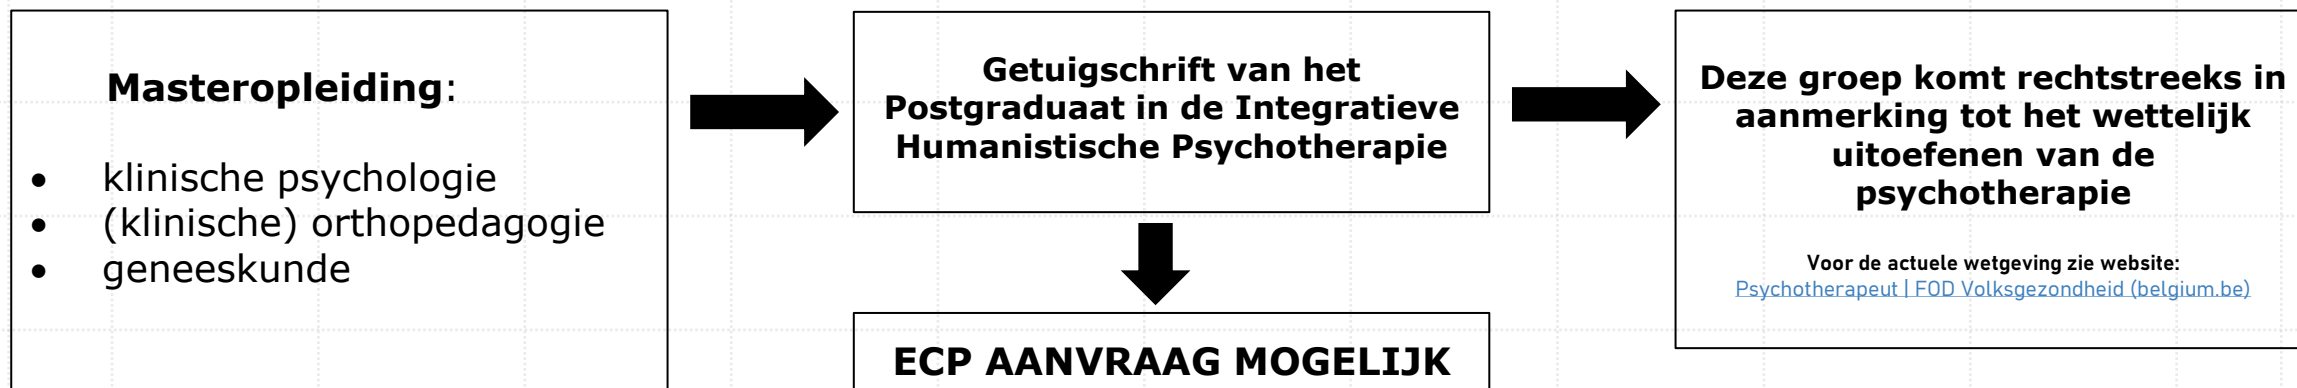 Masteropleiding:
• klinische psychologie
• (klinische) orthopedagogie
• geneeskunde
Getuigschrift van het
Postgraduaat in de Integratieve
Humanistische Psychotherapie
ECP AANVRAAG MOGELIJK
Deze groep komt rechtstreeks in
aanmerking tot het wettelijk
uitoefenen van de
psychotherapie
Voor de actuele wetgeving zie website:
Psychotherapeut | FOD Volksgezondheid (belgium.be)